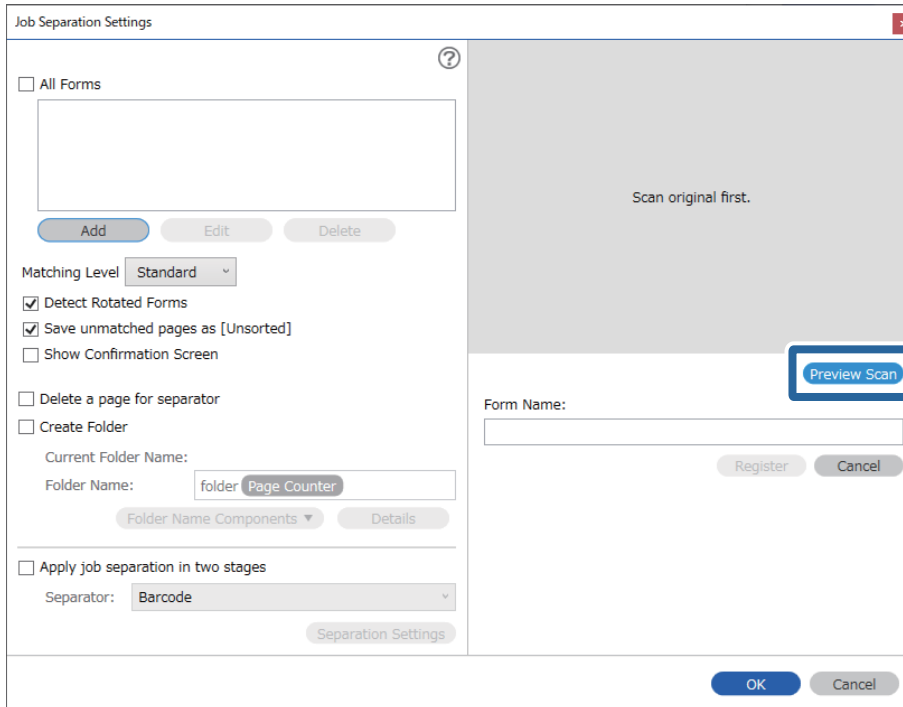 Job Separation Settings
All Forms
Add Edit Delete
Matching Level Standard
Detect Rotated Forms
Save unmatched pages as [Unsorted]
Show Confirmation Screen
Delete a page for separator
Create Folder
Current Folder Name:
Folder Name: folder Page Counter
Folder Name Components Details
Apply job separation in two stages
Separator: Barcode
Separation Settings
Scan original first.
Preview Scan
Form Name:
Register Cancel
OK Cancel